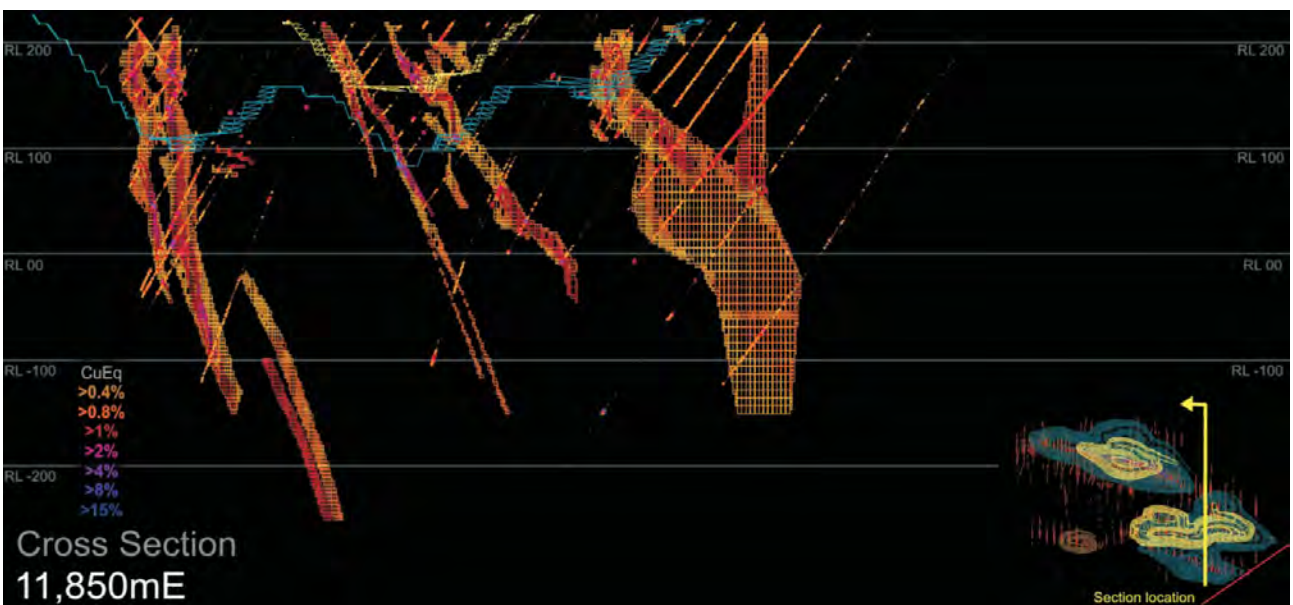 RL 200
RL 200
RL 100
RL 100
RL 00
RL 00
RL -100
RL -100
CuEq
>0.4%
>0.8%
>1%
>2%
>4%
>8%
>15%
RL -200
Cross Section
11,850mE
Section location